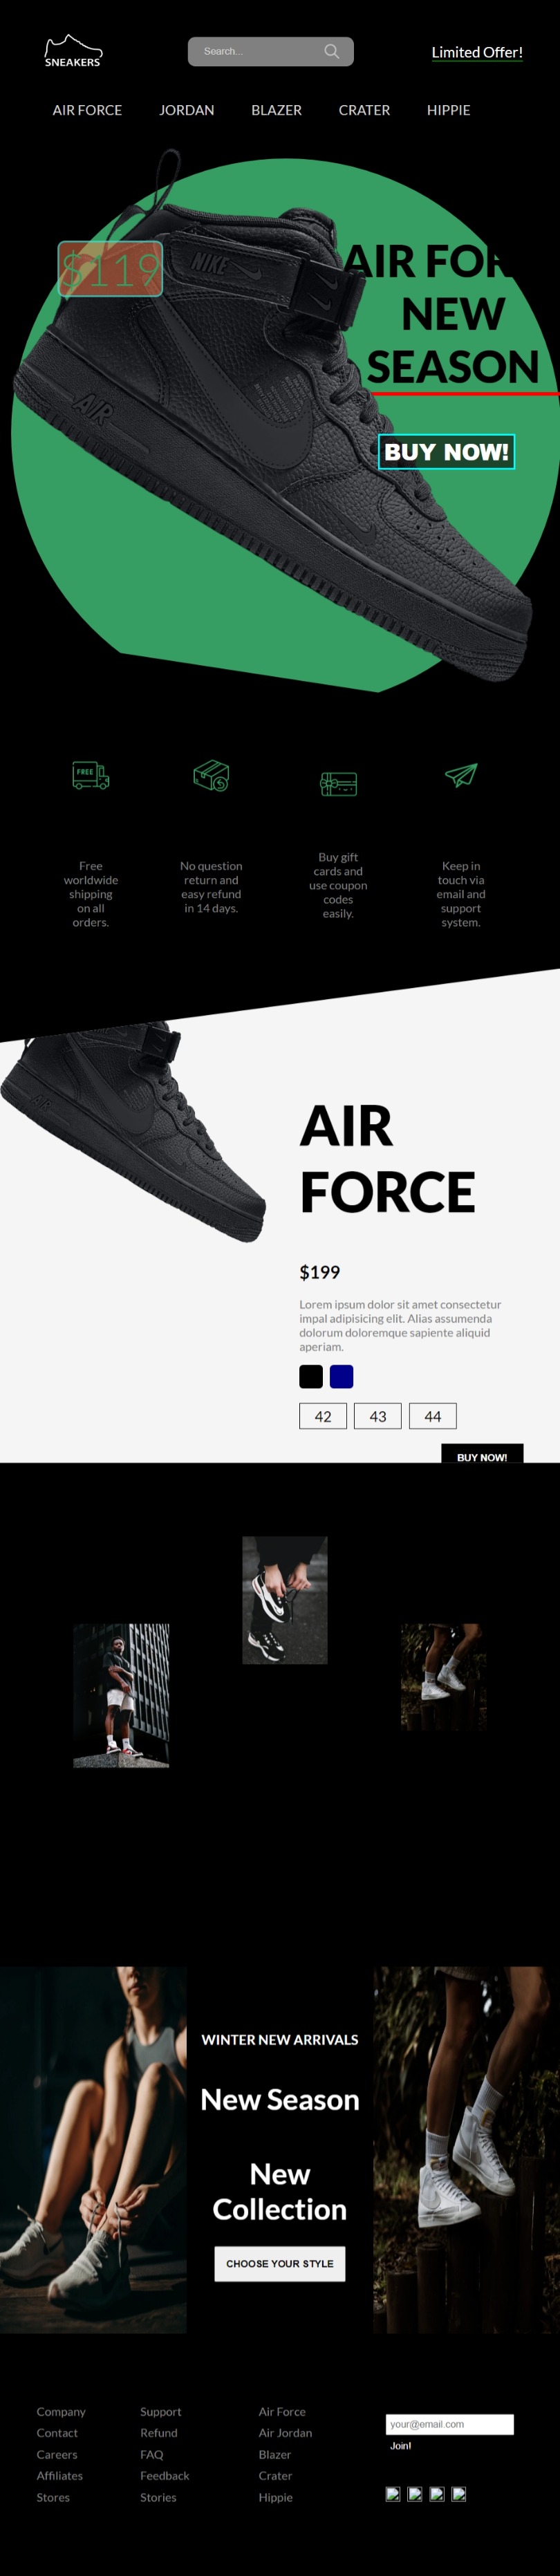 SNEAKERS
Search...
Limited Offer!
AIR FORCE JORDAN BLAZER CRATER HIPPIE
$119
NIKE
AIR FOR
NEW
SEASON
AIR
BUY NOW!
FREE
Free
worldwide
shipping
on all
orders.
No question
return and
easy refund
in 14 days.
Buy gift
cards and
use coupon
codes
easily.
Keep in
touch via
email and
support
system.
AIR
FORCE
$199
Lorem ipsum dolor sit amet consectetur
impal adipisicing elit. Alias assumenda
dolorum doloremque sapiente aliquid
aperiam.
42 43 44
BUY NOW!
WINTER NEW ARRIVALS
New Season
New
Collection
CHOOSE YOUR STYLE
Company
Contact
Careers
Affiliates
Stores
Support
Refund
FAQ
Feedback
Stories
Air Force
Air Jordan
Blazer
Crater
Hippie
your@email.com
Join!